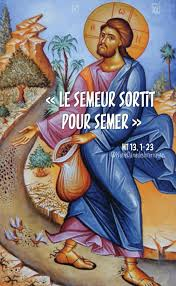 « LE SEMEUR SORTIT
POUR SEMER »
MT 13, 1-23